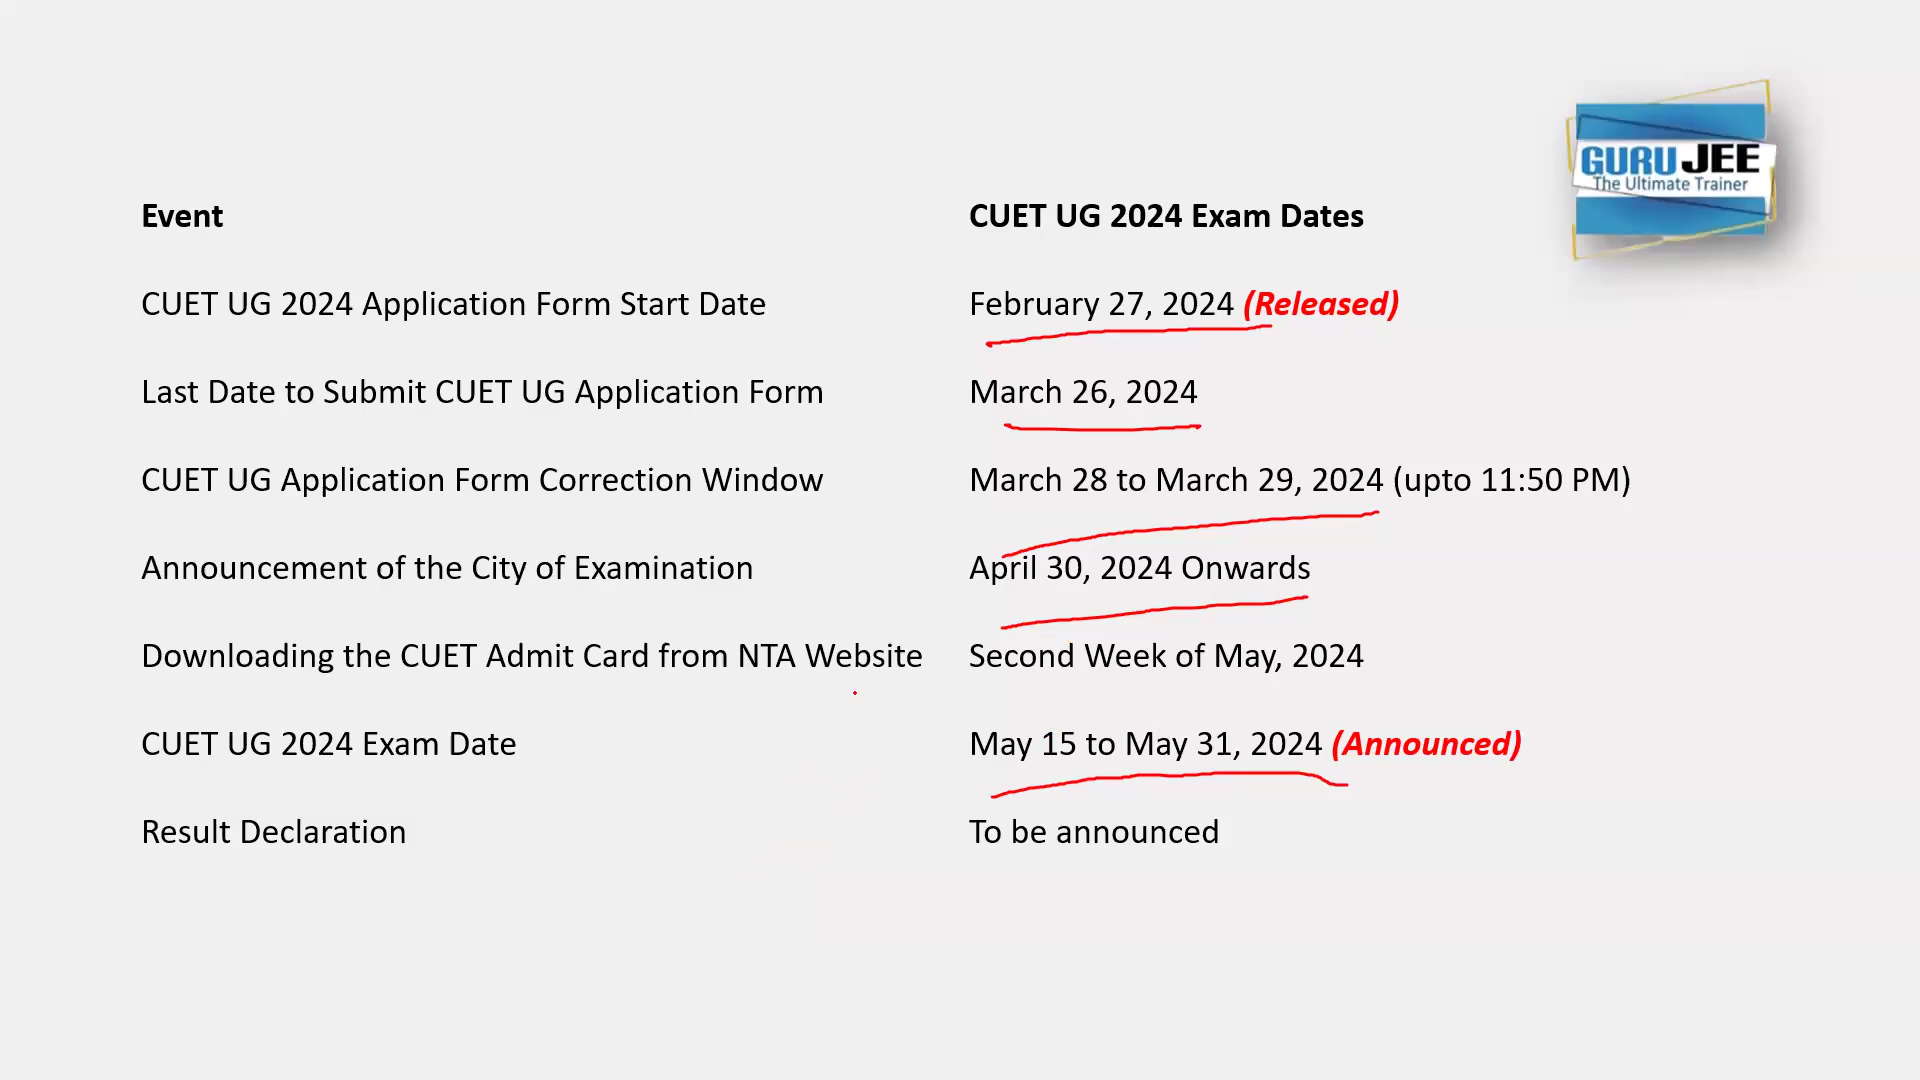 GURU JEE
The Ultimate Trainer
Event CUET UG 2024 Exam Dates
CUET UG 2024 Application Form Start Date February 27, 2024 (Released)
Last Date to Submit CUET UG Application Form March 26, 2024
CUET UG Application Form Correction Window March 28 to March 29, 2024 (upto 11:50 PM)
Announcement of the City of Examination April 30, 2024 Onwards
Downloading the CUET Admit Card from NTA Website Second Week of May, 2024
CUET UG 2024 Exam Date May 15 to May 31, 2024 (Announced)
Result Declaration To be announced